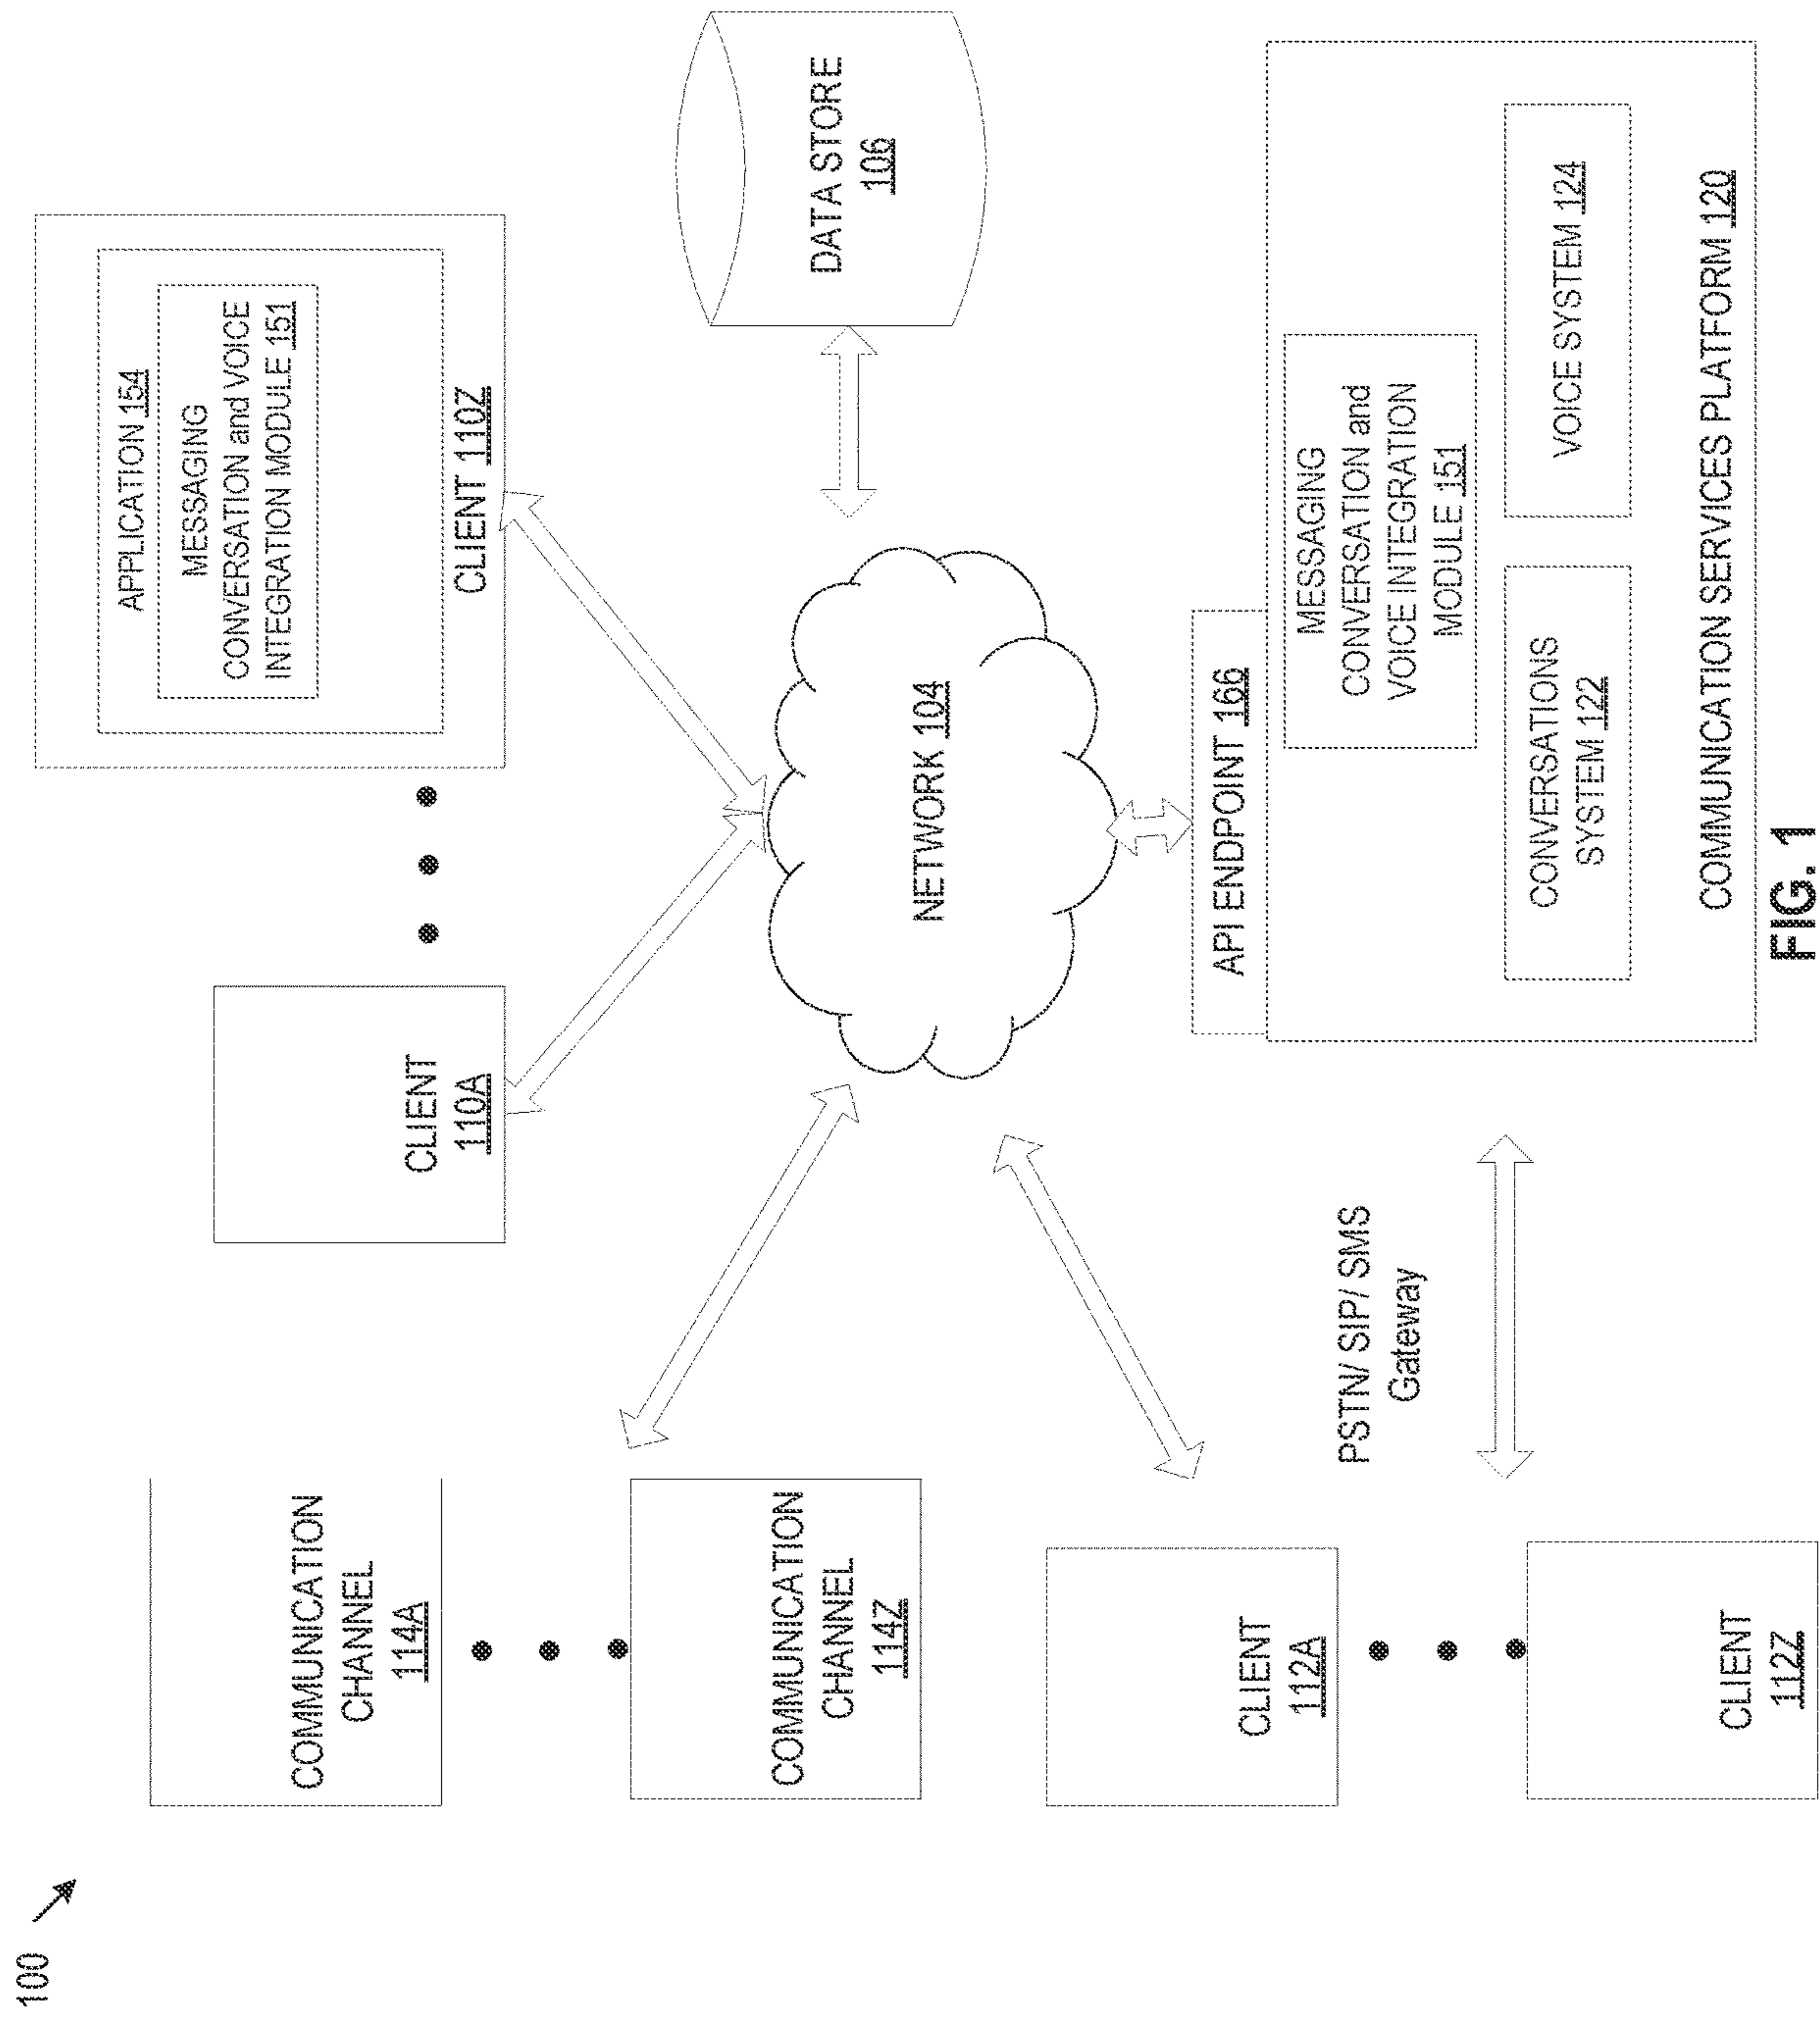 100
COMMUNICATION
CHANNEL
114A
COMMUNICATION
CHANNEL
114Z
CLIENT
112A
CLIENT
112Z
PSTN/ SIP/ SMS
Gateway
CLIENT
110A
APPLICATION 154
MESSAGING
CONVERSATION and VOICE
INTEGRATION MODULE 151
CLIENT 110Z
NETWORK 104
DATA STORE
106
API ENDPOINT 166
MESSAGING
CONVERSATION and
VOICE INTEGRATION
MODULE 151
CONVERSATIONS
SYSTEM 122
VOICE SYSTEM 124
COMMUNICATION SERVICES PLATFORM 120
FIG. 1